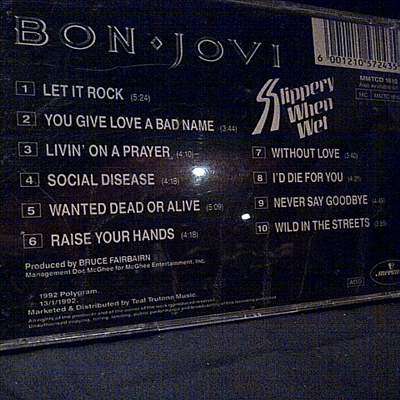 BON JOVI
6 001210 572435
MMTCD 1610
1 LET IT ROCK (5:24)
2 YOU GIVE LOVE A BAD NAME (3:44)
3 LIVIN' ON A PRAYER (4:10)
4 SOCIAL DISEASE (4:18)
5 WANTED DEAD OR ALIVE (5:09)
6 RAISE YOUR HANDS (4:18)
Slippery
When
Wet
7 WITHOUT LOVE
8 I'D DIE FOR YOU
9 NEVER SAY GOODBYE
10 WILD IN THE STREETS
Produced by BRUCE FAIRBAIRN
Management Doc McGhee for McGhee Entertainment, Inc.
1992 Polygram.
13/1/1992.
Marketed & Distributed by Teal Trutone Music.